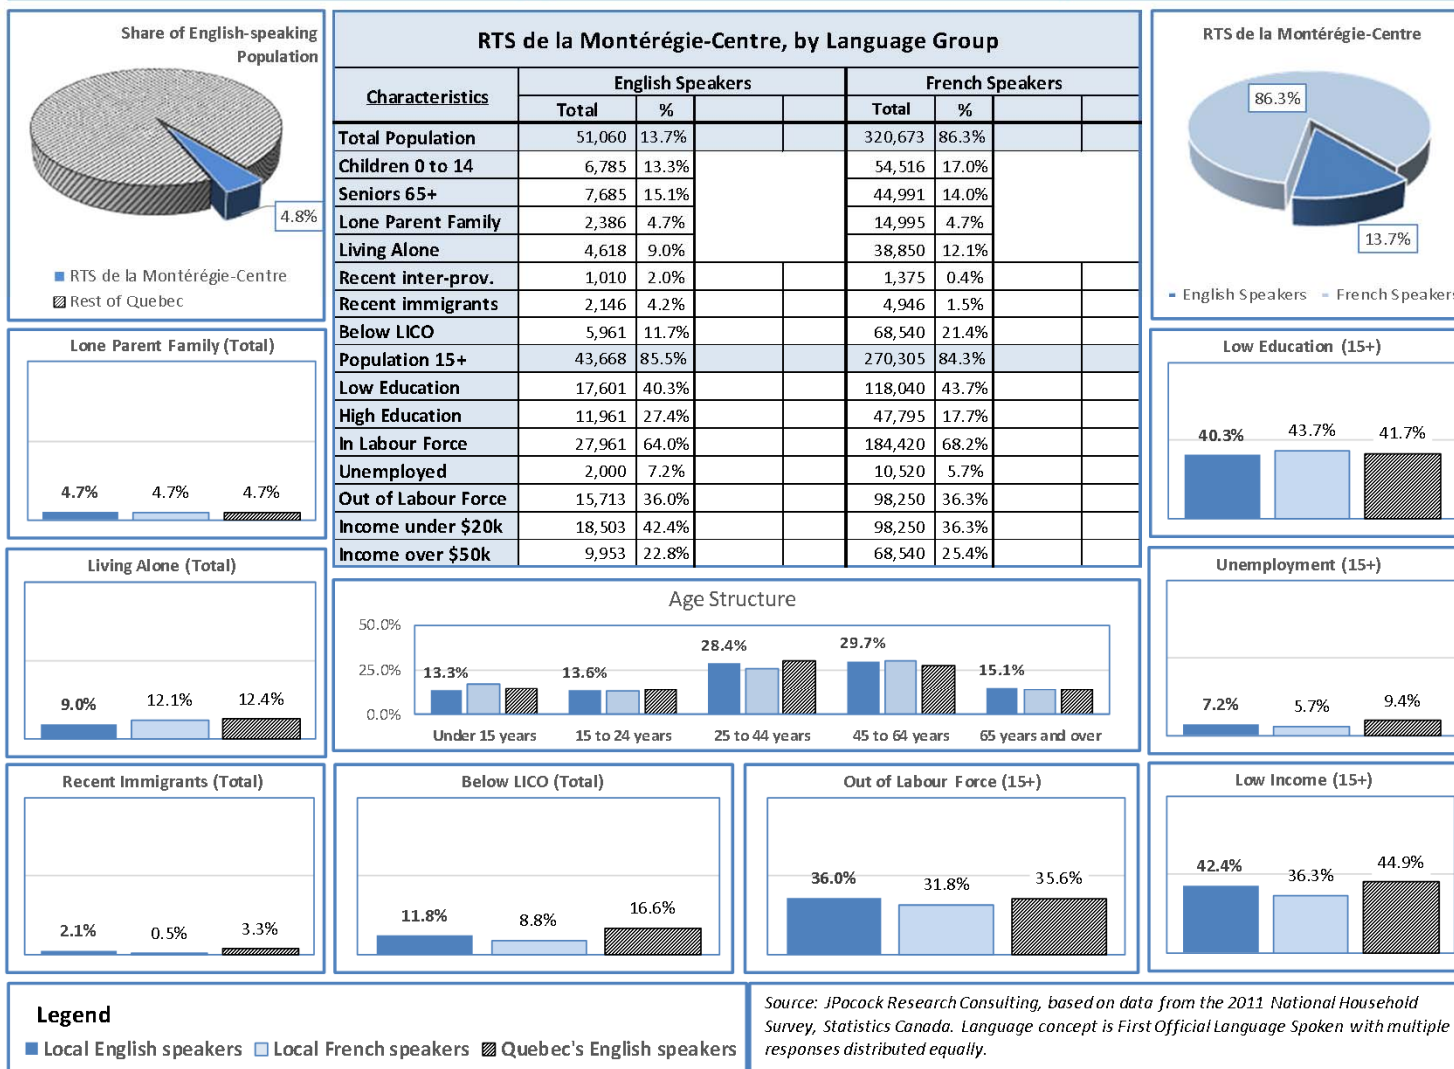 Share of English-speaking
Population
4.8%
RTS de la Montérégie-Centre
Rest of Quebec
RTS de la Montérégie-Centre, by Language Group
Characteristics English Speakers French Speakers
Total % Total %
Total Population 51,060 13.7% 320,673 86.3%
Children 0 to 14 6,785 13.3% 54,516 17.0%
Seniors 65+ 7,685 15.1% 44,991 14.0%
Lone Parent Family 2,386 4.7% 14,995 4.7%
Living Alone 4,618 9.0% 38,850 12.1%
Recent inter-prov. 1,010 2.0% 1,375 0.4%
Recent immigrants 2,146 4.2% 4,946 1.5%
Below LICO 5,961 11.7% 68,540 21.4%
Population 15+ 43,668 85.5% 270,305 84.3%
Low Education 17,601 40.3% 118,040 43.7%
High Education 11,961 27.4% 47,795 17.7%
In Labour Force 27,961 64.0% 184,420 68.2%
Unemployed 2,000 7.2% 10,520 5.7%
Out of Labour Force 15,713 36.0% 98,250 36.3%
Income under $20k 18,503 42.4% 98,250 36.3%
Income over $50k 9,953 22.8% 68,540 25.4%
RTS de la Montérégie-Centre
86.3%
13.7%
English Speakers French Speakers
Lone Parent Family (Total)
4.7% 4.7% 4.7%
Low Education (15+)
40.3% 43.7% 41.7%
Living Alone (Total)
9.0% 12.1% 12.4%
Age Structure
50.0%
25.0%
0.0%
13.3% 13.6% 28.4% 29.7% 15.1%
Under 15 years 15 to 24 years 25 to 44 years 45 to 64 years 65 years and over
Unemployment (15+)
7.2% 5.7% 9.4%
Recent Immigrants (Total)
2.1% 0.5% 3.3%
Below LICO (Total)
11.8% 8.8% 16.6%
Out of Labour Force (15+)
36.0% 31.8% 35.6%
Low Income (15+)
42.4% 36.3% 44.9%
Legend
Local English speakers Local French speakers Quebec's English speakers
Source: JPocock Research Consulting, based on data from the 2011 National Household
Survey, Statistics Canada. Language concept is First Official Language Spoken with multiple
responses distributed equally.